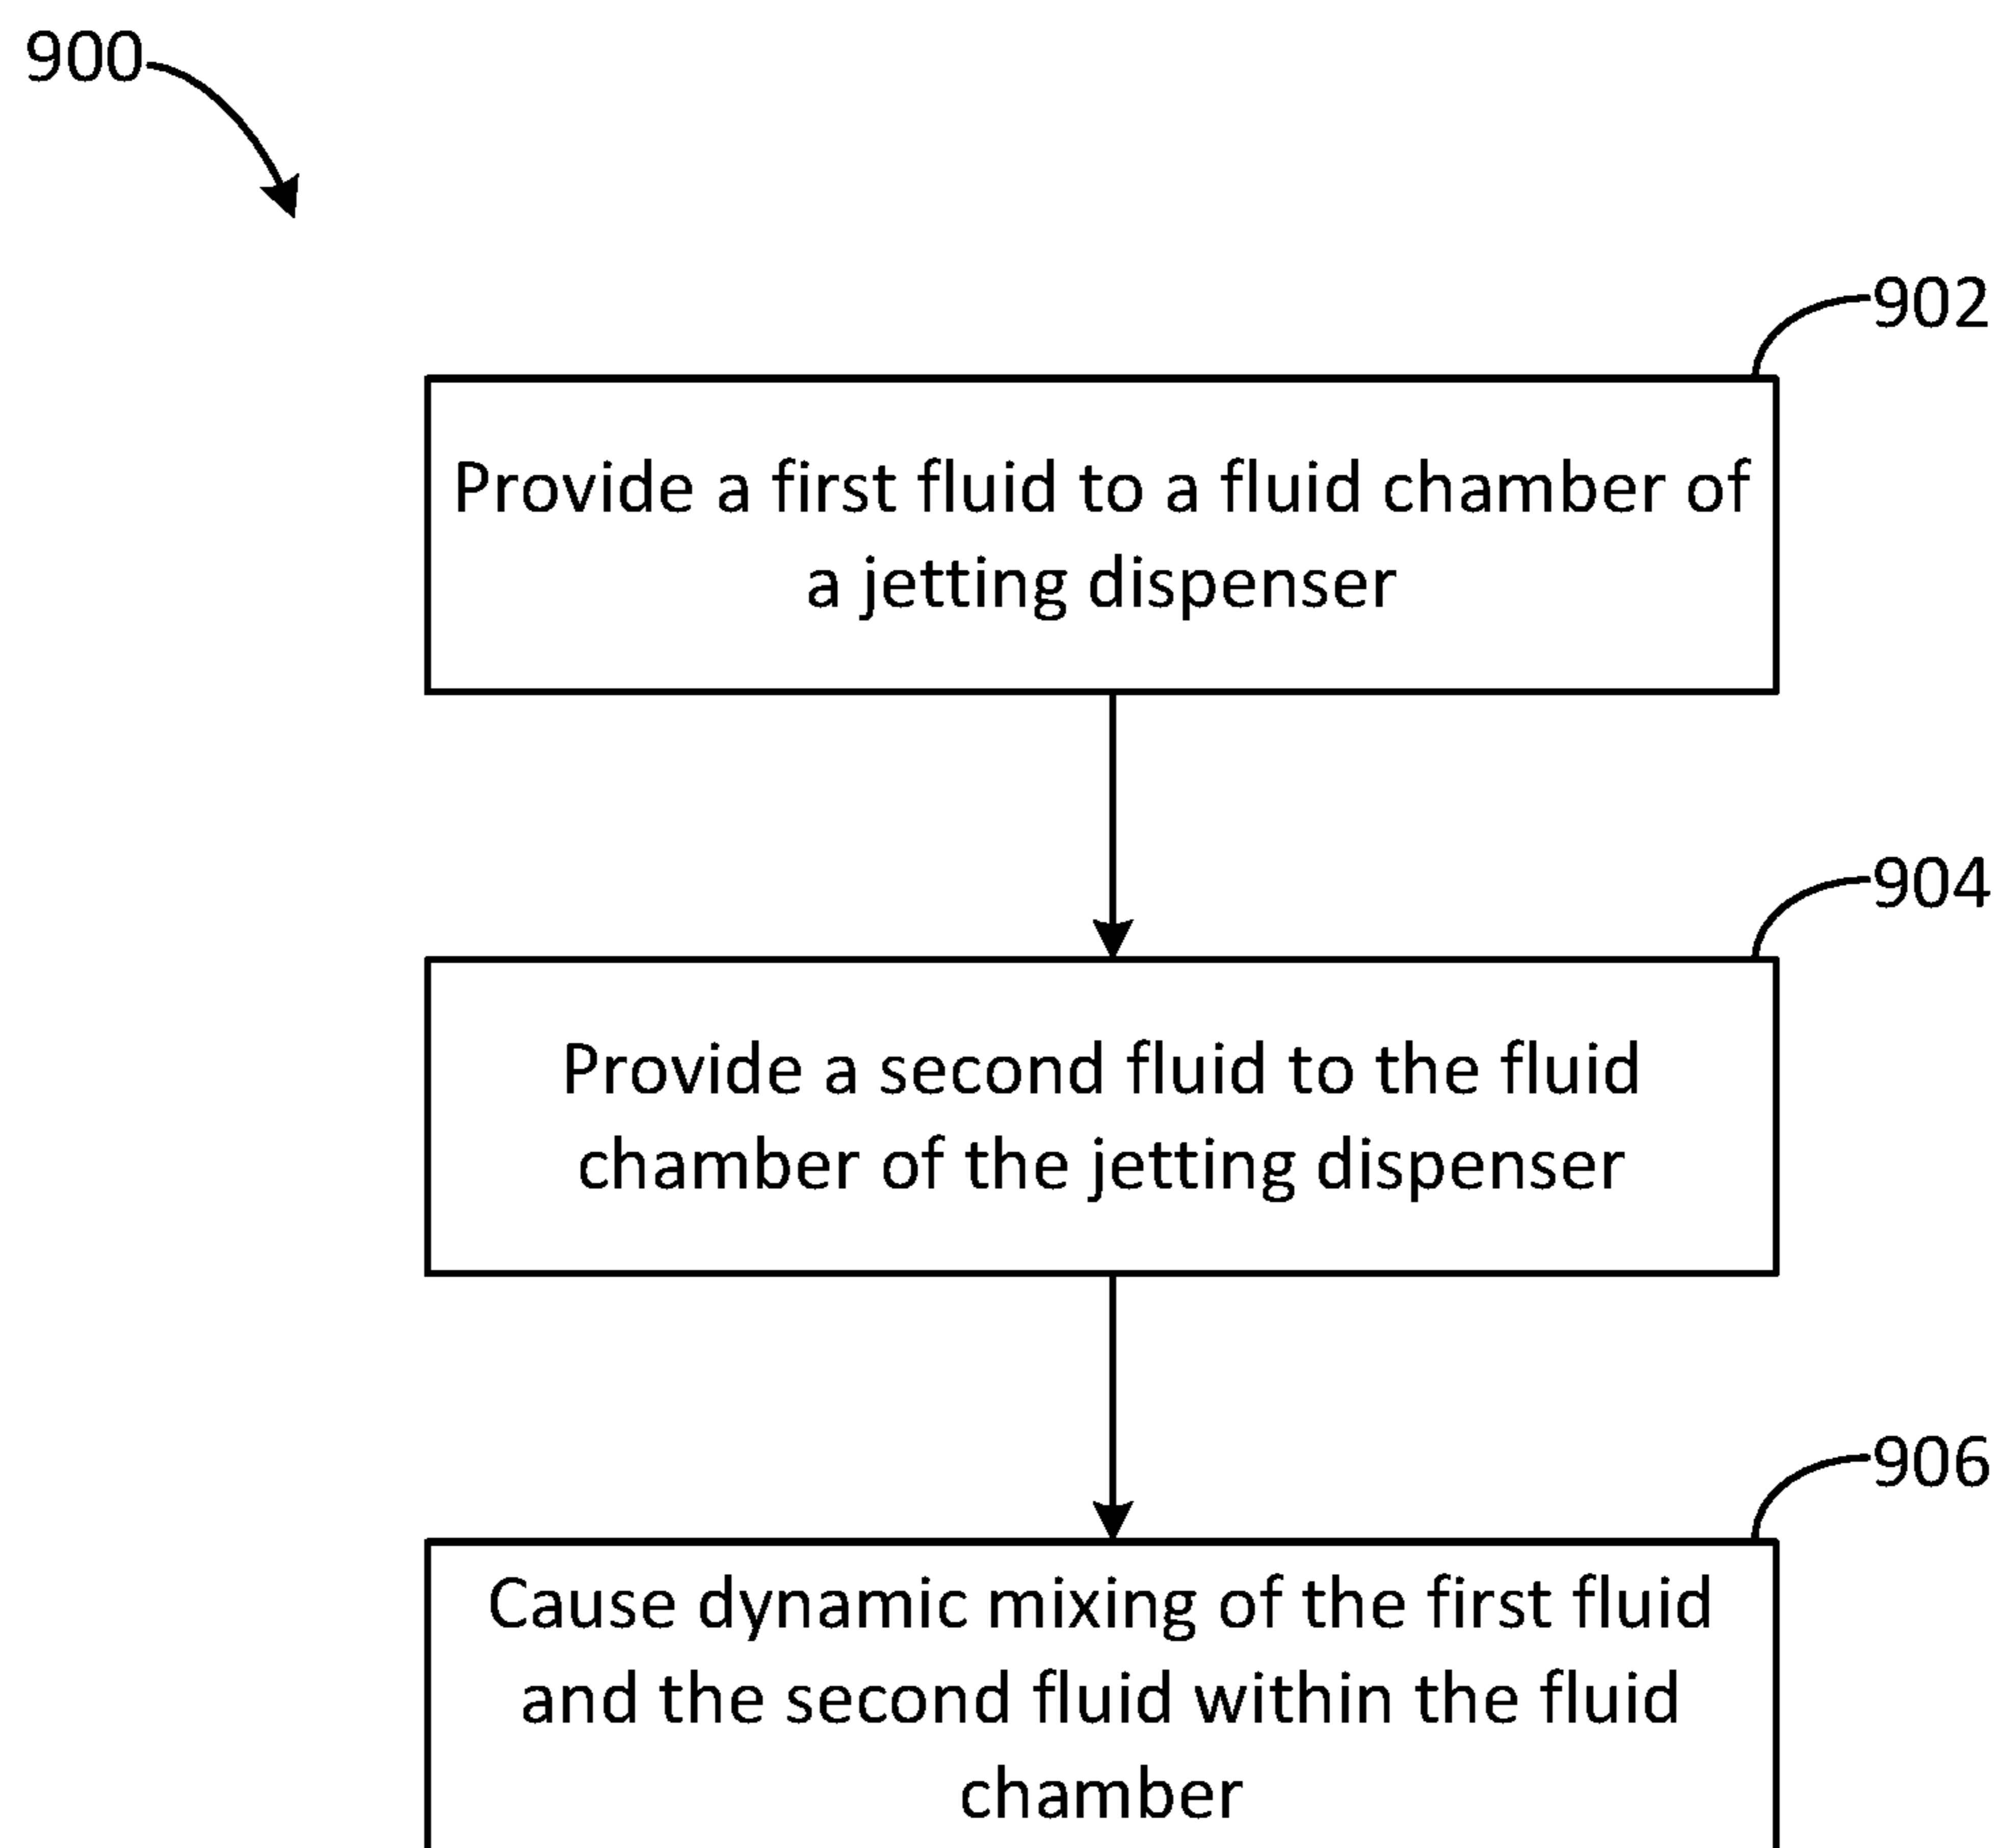 900
902
Provide a first fluid to a fluid chamber of
a jetting dispenser
904
Provide a second fluid to the fluid
chamber of the jetting dispenser
906
Cause dynamic mixing of the first fluid
and the second fluid within the fluid
chamber